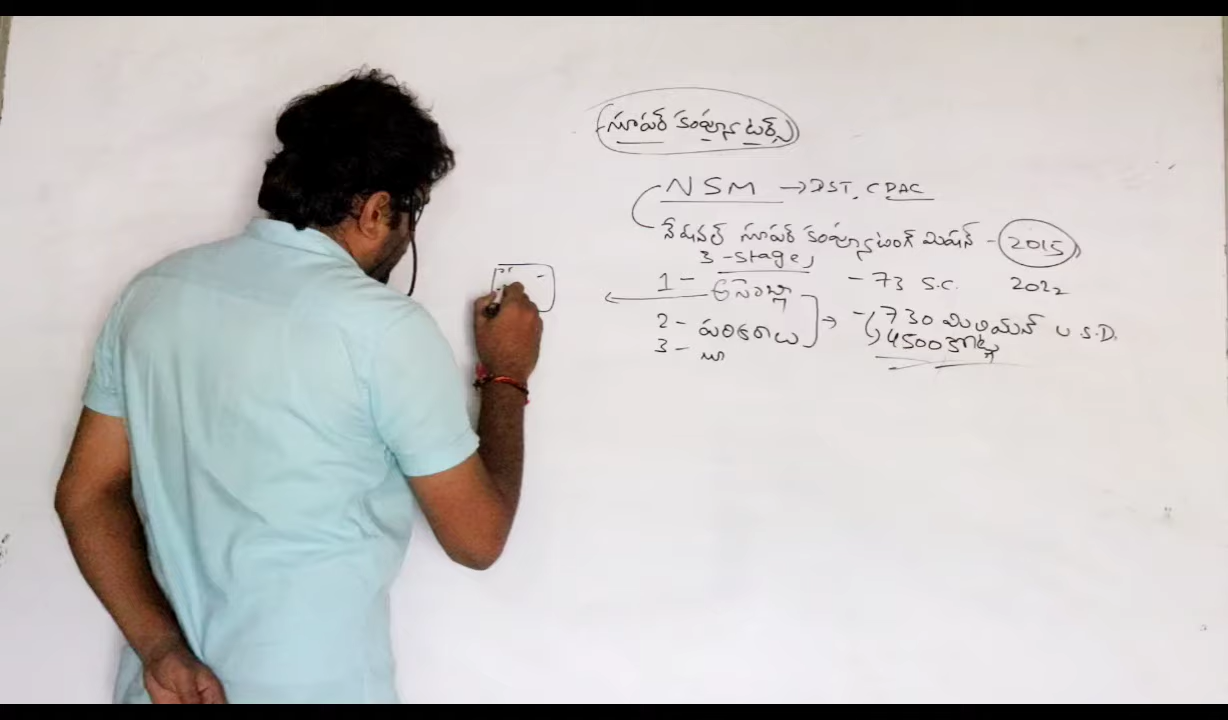 సూపర్ కంప్యూటర్స్
NSM → DST, CDAC
నేషనల్ సూపర్ కంప్యూటింగ్ మిషన్ - 2015
3 - stage
1 - అసెంబ్లీ - 73 S.C. 2022
2 - పరికరాలు → - 730 మిలియన్ U S.D.
4500 కోట్ల
3 -